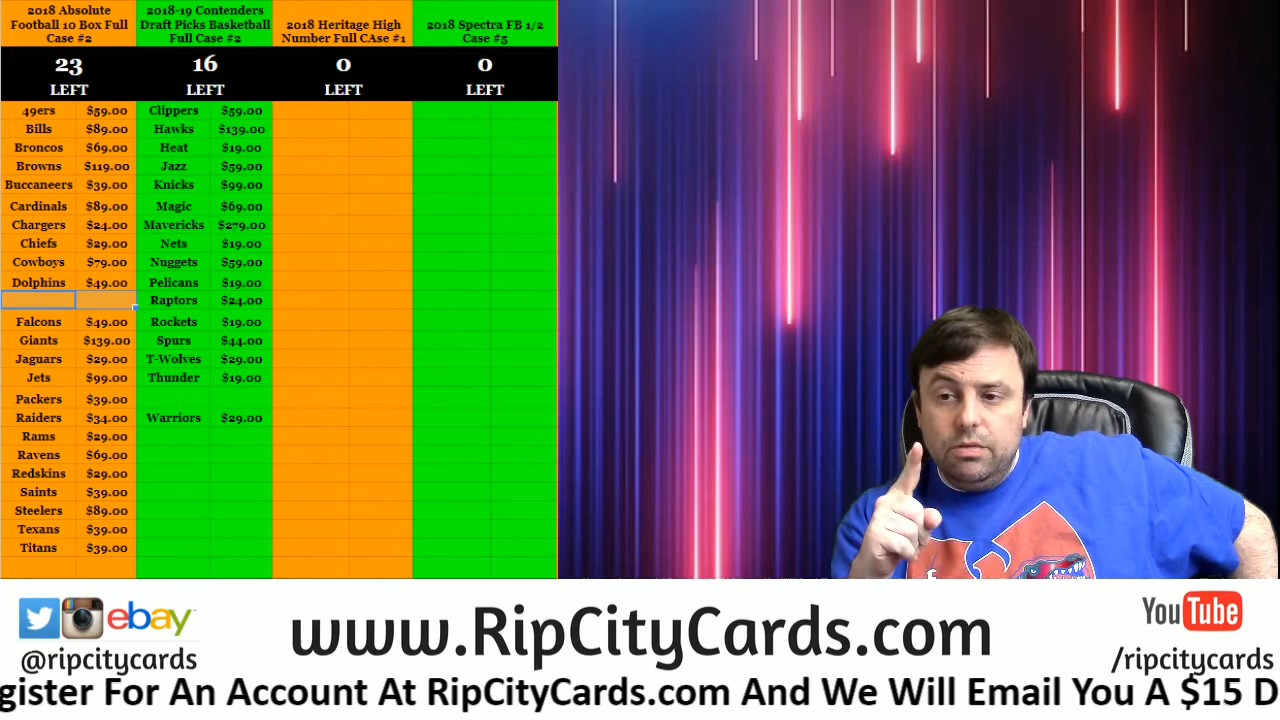 2018 Absolute
Football 10 Box Full
Case #2
2018-19 Contenders
Draft Picks Basketball
Full Case #2
2018 Heritage High
Number Full CAse #1
2018 Spectra FB 1/2
Case #5
23
LEFT
16
LEFT
0
LEFT
0
LEFT
49ers $59.00 Clippers $59.00
Bills $89.00 Hawks $139.00
Broncos $69.00 Heat $19.00
Browns $119.00 Jazz $59.00
Buccaneers $39.00 Knicks $99.00
Cardinals $89.00 Magic $69.00
Chargers $24.00 Mavericks $279.00
Chiefs $29.00 Nets $19.00
Cowboys $79.00 Nuggets $59.00
Dolphins $49.00 Pelicans $19.00
Raptors $24.00
Falcons $49.00 Rockets $19.00
Giants $139.00 Spurs $44.00
Jaguars $29.00 T-Wolves $29.00
Jets $99.00 Thunder $19.00
Packers $39.00
Raiders $34.00 Warriors $29.00
Rams $29.00
Ravens $69.00
Redskins $29.00
Saints $39.00
Steelers $89.00
Texans $39.00
Titans $39.00
ebay
@ripcitycards
www.RipCityCards.com
YouTube
/ripcitycards
gister For An Account At RipCityCards.com And We Will Email You A $15 D